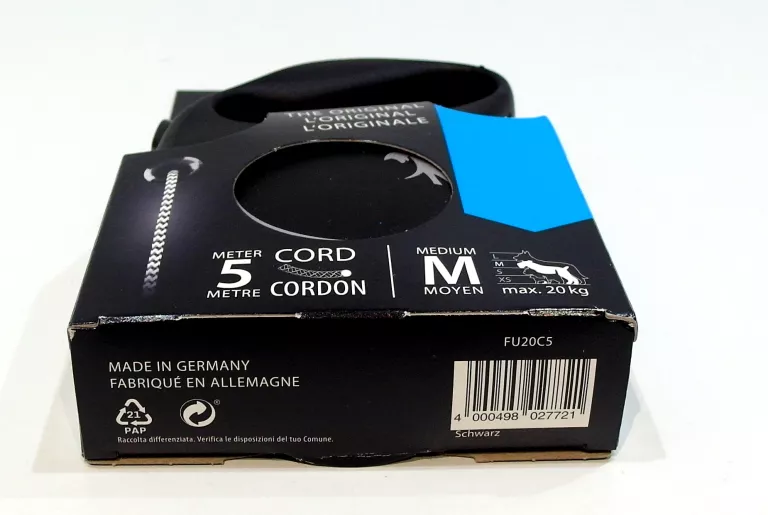 THE ORIGINAL
L'ORIGINAL
L'ORIGINALE
METER
5
METRE
CORD
CORDON
MEDIUM
M
MOYEN
L
M
S
XS
max. 20 kg
FU20C5
MADE IN GERMANY
FABRIQUÉ EN ALLEMAGNE
21
PAP
Raccolta differenziata. Verifica le disposizioni del tuo Comune.
4 000498 027721
Schwarz